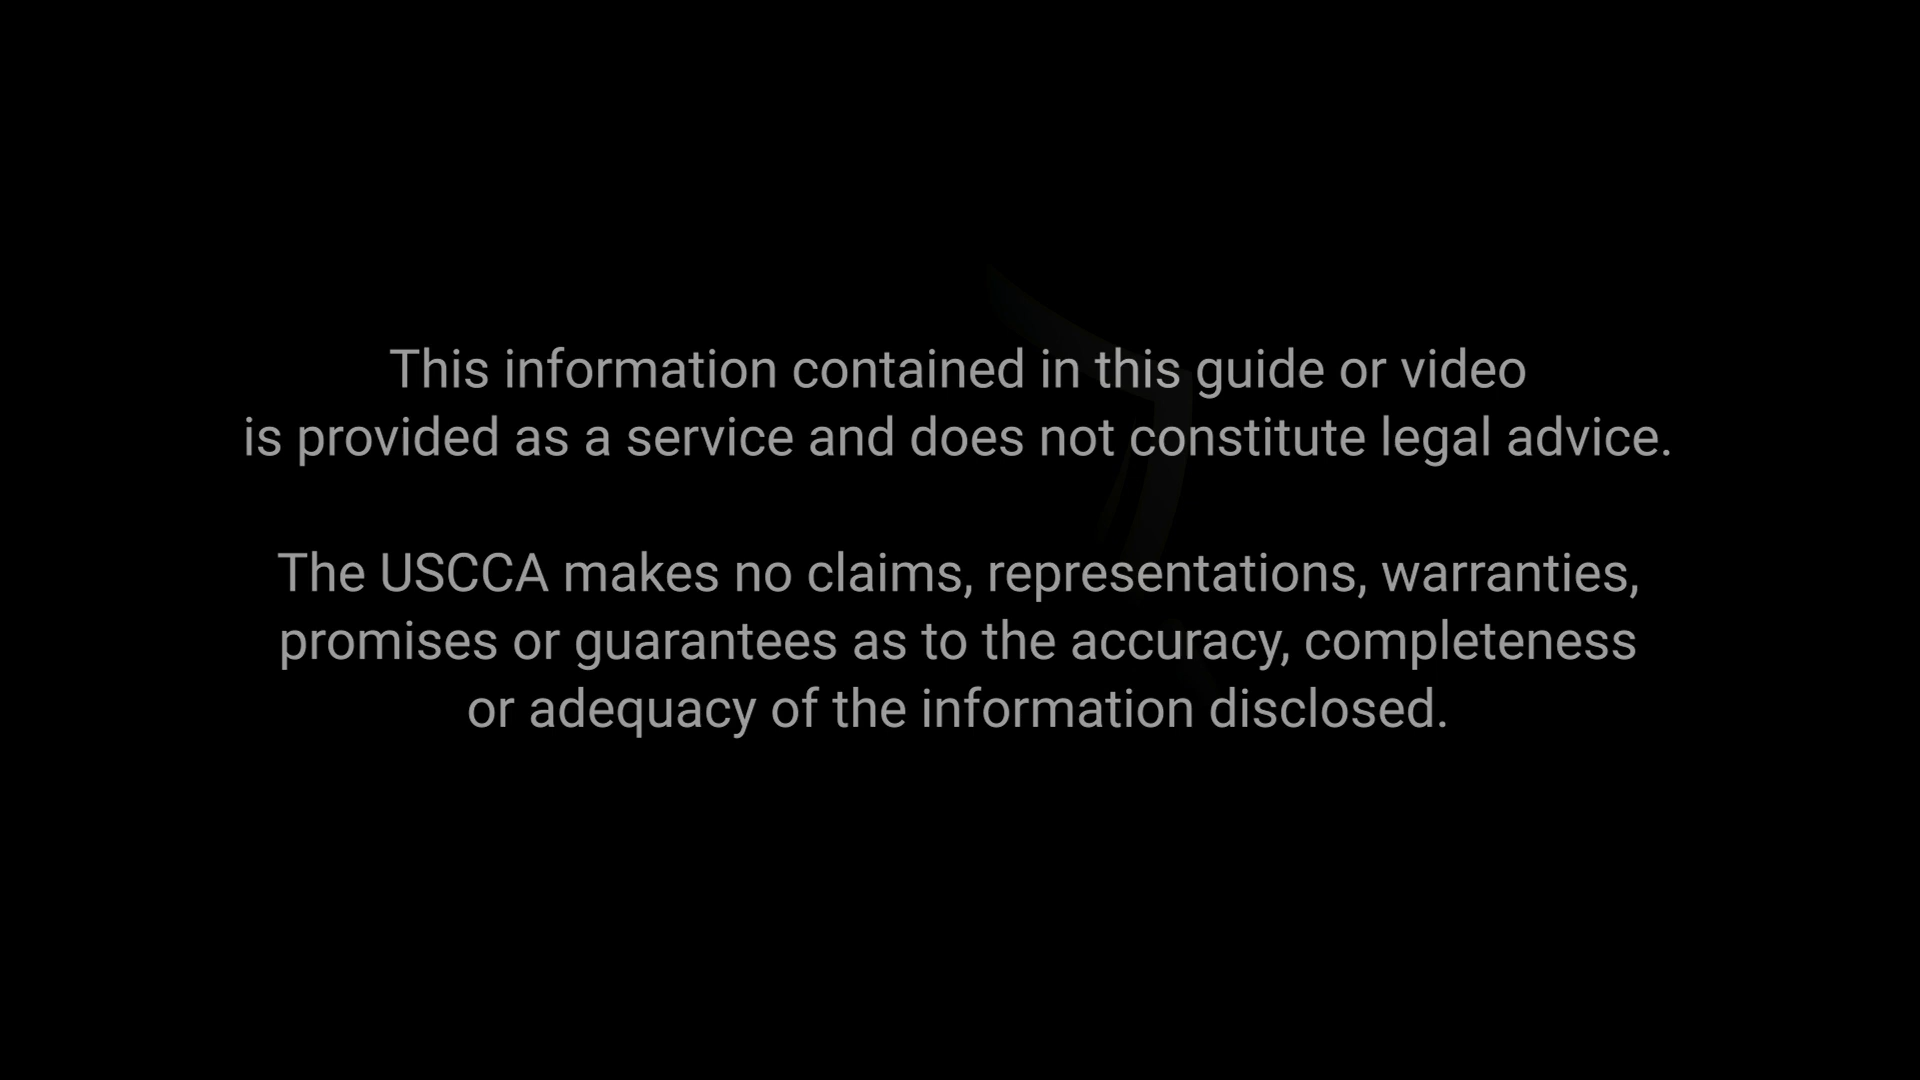 This information contained in this guide or video
is provided as a service and does not constitute legal advice.
The USCCA makes no claims, representations, warranties,
promises or guarantees as to the accuracy, completeness
or adequacy of the information disclosed.